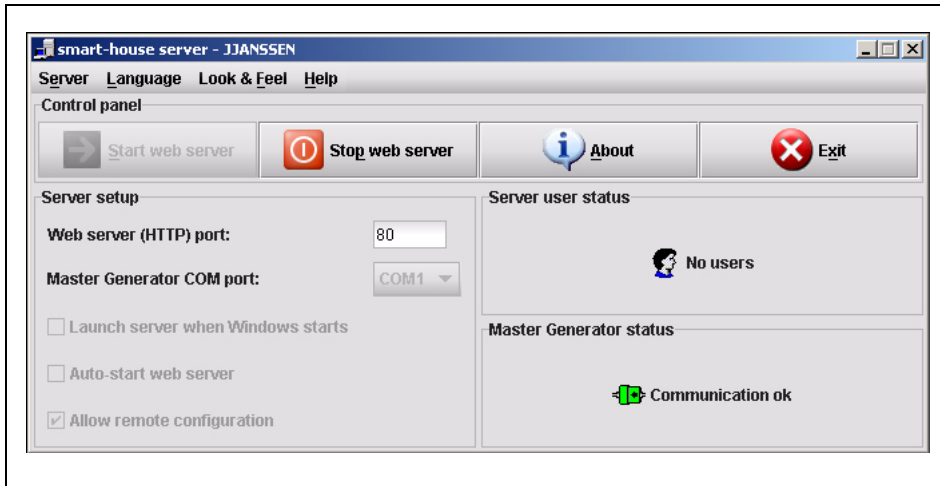 smart-house server - JJANSSEN
Server Language Look & Feel Help
Control panel
Start web server Stop web server About Exit
Server setup
Web server (HTTP) port: 80
Master Generator COM port: COM1
Launch server when Windows starts
Auto-start web server
Allow remote configuration
Server user status
No users
Master Generator status
Communication ok